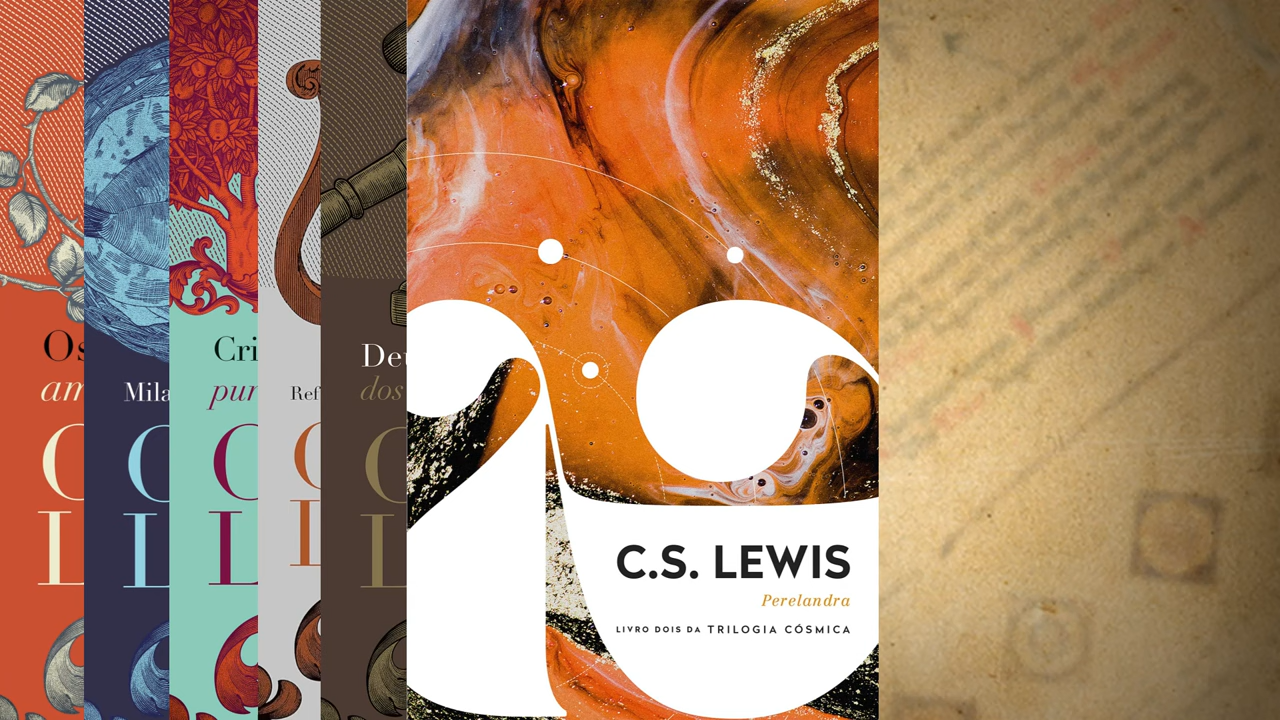 Os
am
C
L
Mila
C
L
Cri
pur
C
L
Ref
C
L
Deu
dos
C
L
C.S. LEWIS
Perelandra
LIVRO DOIS DA TRILOGIA CÓSMICA